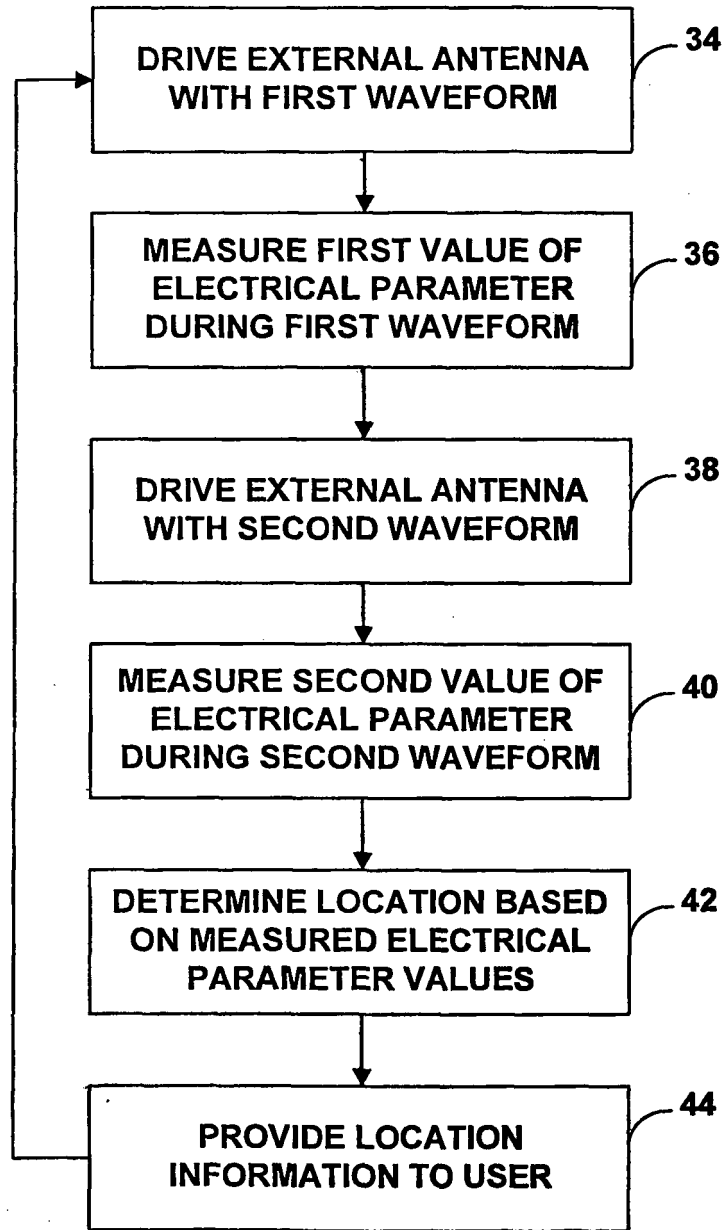 DRIVE EXTERNAL ANTENNA
WITH FIRST WAVEFORM
34
MEASURE FIRST VALUE OF
ELECTRICAL PARAMETER
DURING FIRST WAVEFORM
36
DRIVE EXTERNAL ANTENNA
WITH SECOND WAVEFORM
38
MEASURE SECOND VALUE OF
ELECTRICAL PARAMETER
DURING SECOND WAVEFORM
40
DETERMINE LOCATION BASED
ON MEASURED ELECTRICAL
PARAMETER VALUES
42
PROVIDE LOCATION
INFORMATION TO USER
44